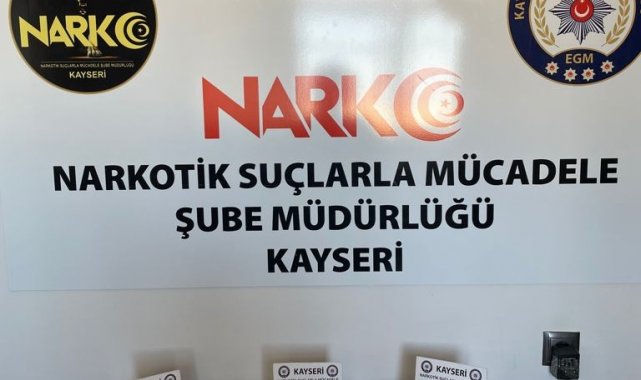 NARKO
NARKOTİK SUÇLARLA MÜCADELE ŞUBE MÜDÜRLÜĞÜ
KAYSERİ
EGM
NARKO
NARKOTİK SUÇLARLA MÜCADELE
ŞUBE MÜDÜRLÜĞÜ
KAYSERİ
KAYSERİ
KAYSERİ